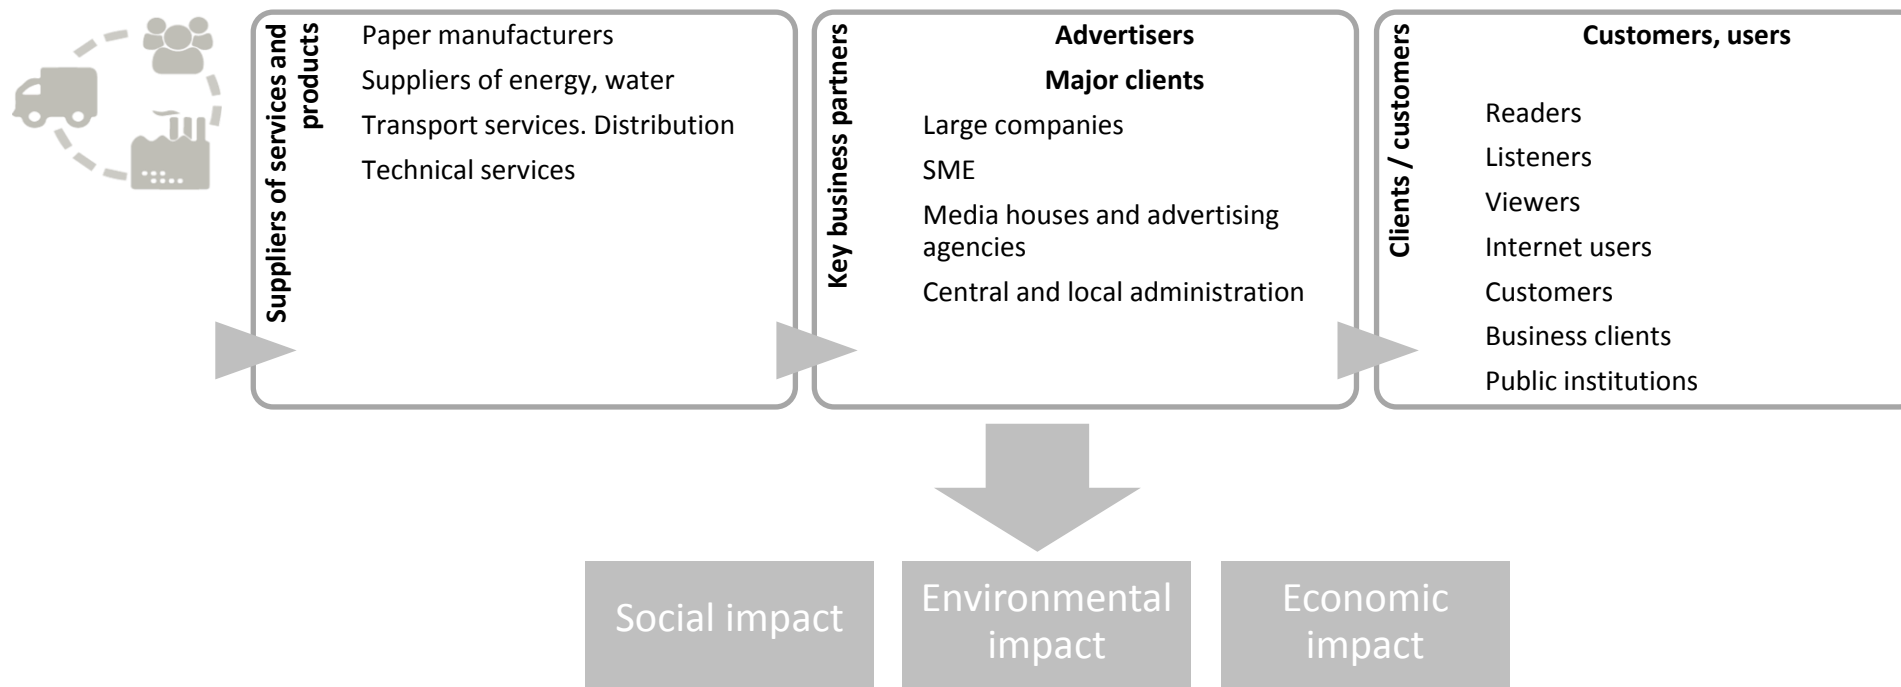 Suppliers of services and
products
Paper manufacturers
Suppliers of energy, water
Transport services. Distribution
Technical services
Key business partners
Advertisers
Major clients
Large companies
SME
Media houses and advertising
agencies
Central and local administration
Clients / customers
Customers, users
Readers
Listeners
Viewers
Internet users
Customers
Business clients
Public institutions
Social impact
Environmental
impact
Economic
impact